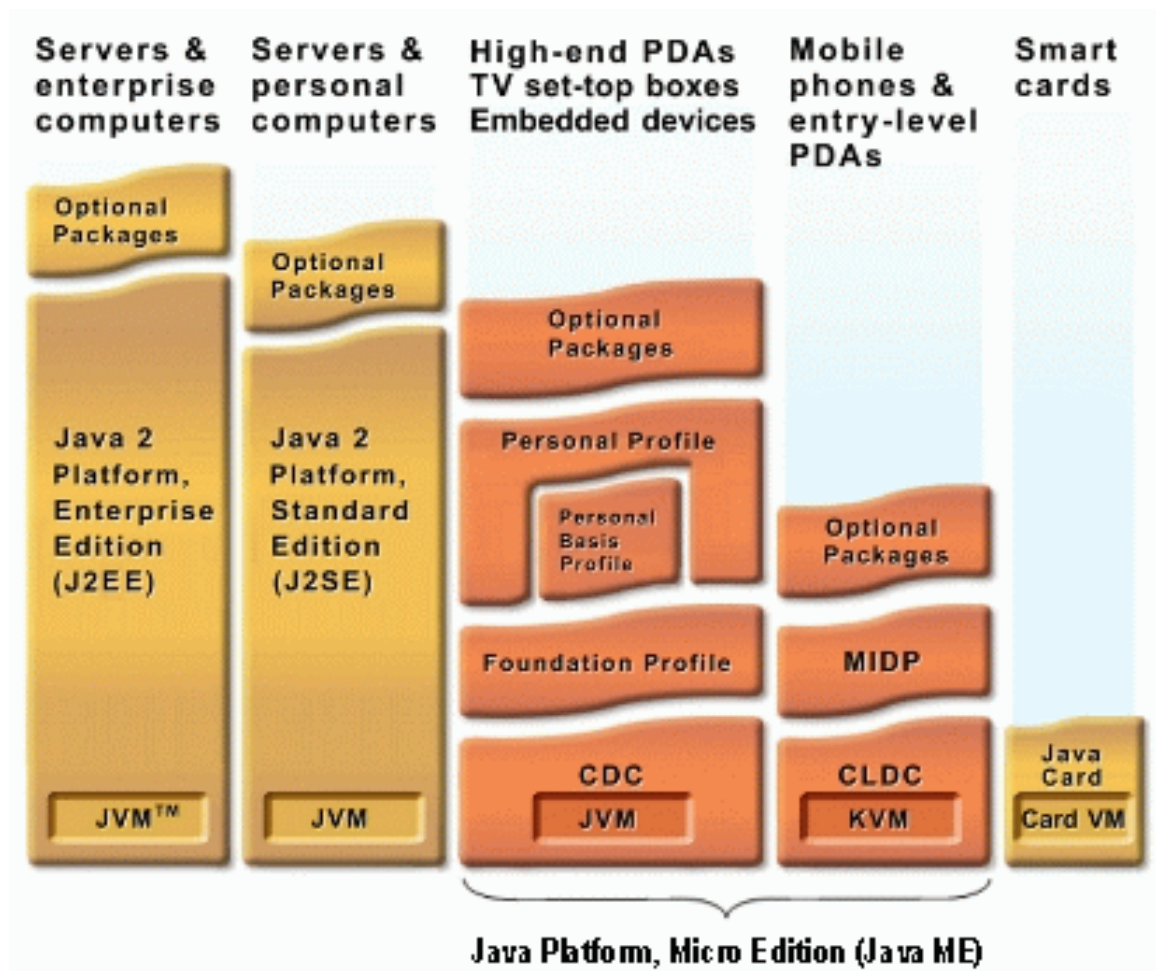 Servers &
enterprise
computers
Servers &
personal
computers
High-end PDAs
TV set-top boxes
Embedded devices
Mobile
phones &
entry-level
PDAs
Smart
cards
Optional
Packages
Java 2
Platform,
Enterprise
Edition
(J2EE)
JVM™
Optional
Packages
Java 2
Platform,
Standard
Edition
(J2SE)
JVM
Optional
Packages
Personal Profile
Personal
Basis
Profile
Foundation Profile
CDC
JVM
Optional
Packages
MIDP
CLDC
KVM
Java
Card
Card VM
Java Platform, Micro Edition (Java ME)